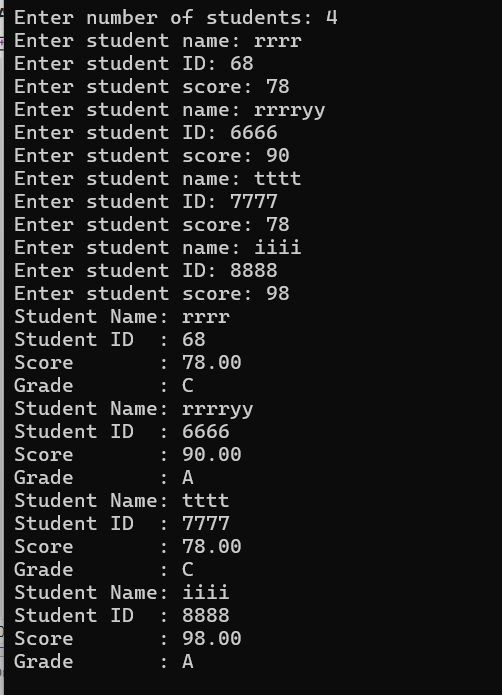 Enter number of students: 4
Enter student name: rrrr
Enter student ID: 68
Enter student score: 78
Enter student name: rrrryy
Enter student ID: 6666
Enter student score: 90
Enter student name: tttt
Enter student ID: 7777
Enter student score: 78
Enter student name: iiii
Enter student ID: 8888
Enter student score: 98
Student Name: rrrr
Student ID  : 68
Score       : 78.00
Grade       : C
Student Name: rrrryy
Student ID  : 6666
Score       : 90.00
Grade       : A
Student Name: tttt
Student ID  : 7777
Score       : 78.00
Grade       : C
Student Name: iiii
Student ID  : 8888
Score       : 98.00
Grade       : A